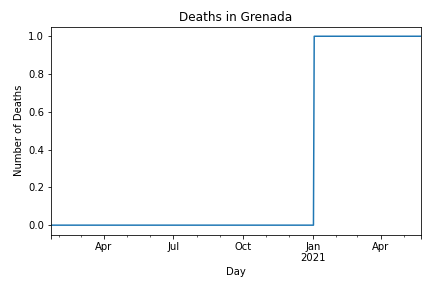 Deaths in Grenada
1.0
0.8
0.6
0.4
0.2
0.0
Number of Deaths
Apr
Jul
Oct
Jan
2021
Apr
Day